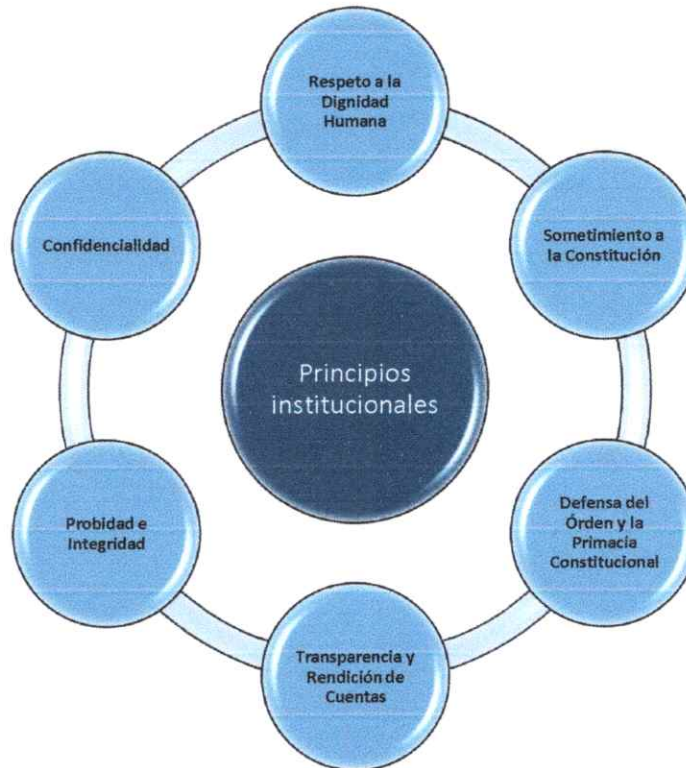 Respeto a la
Dignidad
Humana
Sometimiento a
la Constitución
Defensa del
Órden y la
Primacía
Constitucional
Transparencia y
Rendición de
Cuentas
Probidad e
Integridad
Confidencialidad
Principios
institucionales